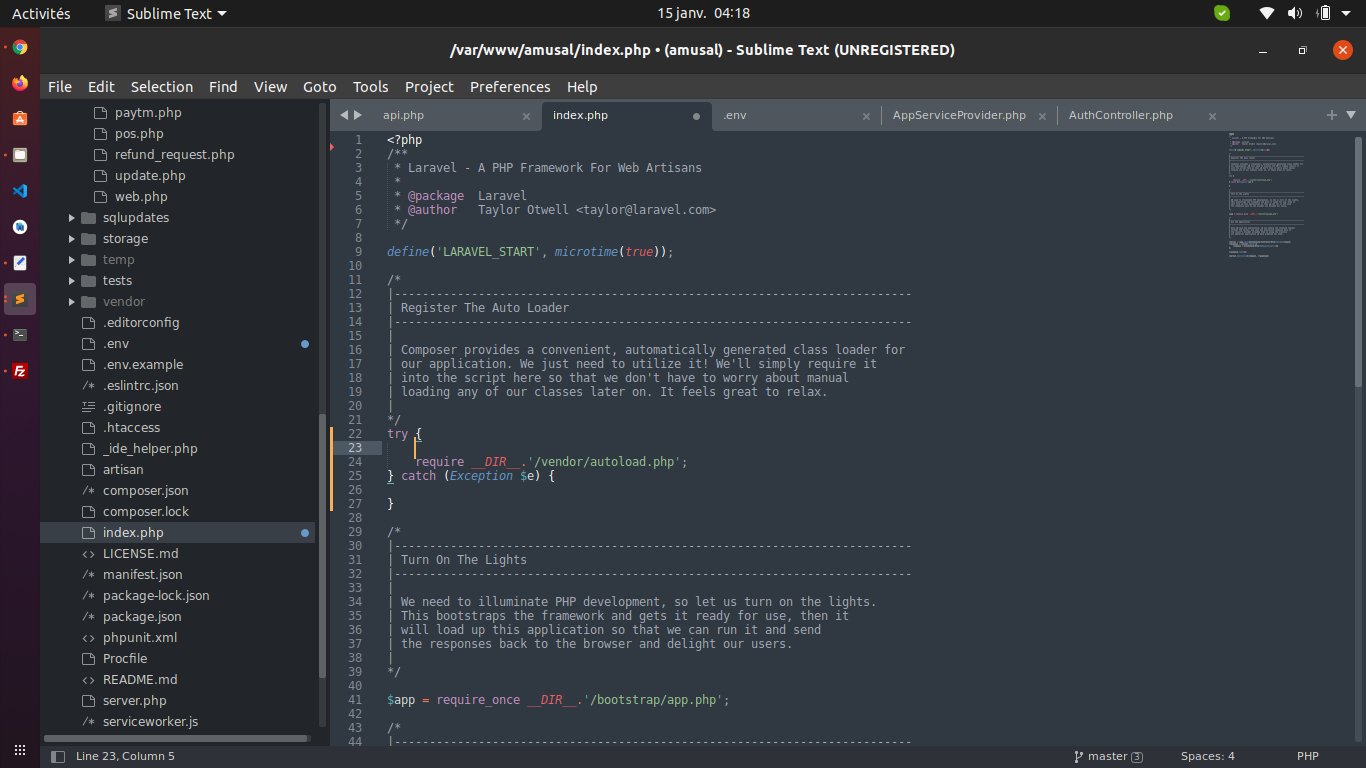 Activités
Sublime Text
15 janv. 04:18
/var/www/amusal/index.php • (amusal) - Sublime Text (UNREGISTERED)
File Edit Selection Find View Goto Tools Project Preferences Help
paytm.php
pos.php
refund_request.php
update.php
web.php
sqlupdates
storage
temp
tests
vendor
.editorconfig
.env
.env.example
/* .eslintrc.json
.gitignore
.htaccess
_ide_helper.php
artisan
/* composer.json
composer.lock
index.php
<> LICENSE.md
/* manifest.json
/* package-lock.json
/* package.json
<> phpunit.xml
Procfile
<> README.md
server.php
/* serviceworker.js
api.php × index.php .env × AppServiceProvider.php × AuthController.php × +
1 <?php
2 /**
3  * Laravel - A PHP Framework For Web Artisans
4  *
5  * @package  Laravel
6  * @author   Taylor Otwell <taylor@laravel.com>
7  */
8
9 define('LARAVEL_START', microtime(true));
10
11 /*
12 |--------------------------------------------------------------------------
13 | Register The Auto Loader
14 |--------------------------------------------------------------------------
15 |
16 | Composer provides a convenient, automatically generated class loader for
17 | our application. We just need to utilize it! We'll simply require it
18 | into the script here so that we don't have to worry about manual
19 | loading any of our classes later on. It feels great to relax.
20 |
21 */
22 try {
23
24     require __DIR__.'/vendor/autoload.php';
25 } catch (Exception $e) {
26
27 }
28
29 /*
30 |--------------------------------------------------------------------------
31 | Turn On The Lights
32 |--------------------------------------------------------------------------
33 |
34 | We need to illuminate PHP development, so let us turn on the lights.
35 | This bootstraps the framework and gets it ready for use, then it
36 | will load up this application so that we can run it and send
37 | the responses back to the browser and delight our users.
38 |
39 */
40
41 $app = require_once __DIR__.'/bootstrap/app.php';
42
43 /*
44 |--------------------------------------------------------------------------
Line 23, Column 5
master 3
Spaces: 4
PHP